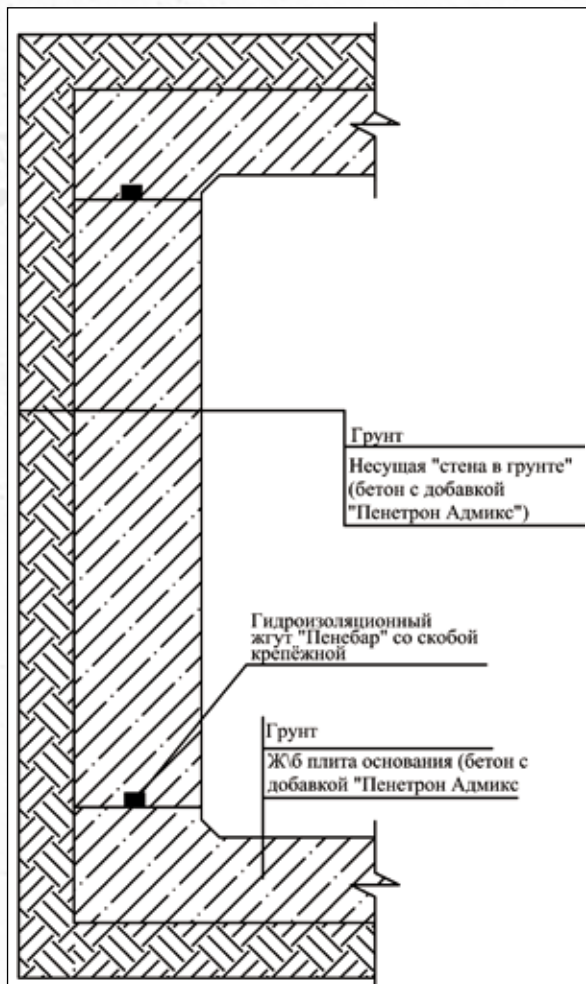 Грунт
Несущая "стена в грунте"
(бетон с добавкой
"Пенетрон Адмикс")
Гидроизоляционный
жгут "Пенебар" со скобой
крепёжной
Грунт
Ж\б плита основания (бетон с
добавкой "Пенетрон Адмикс